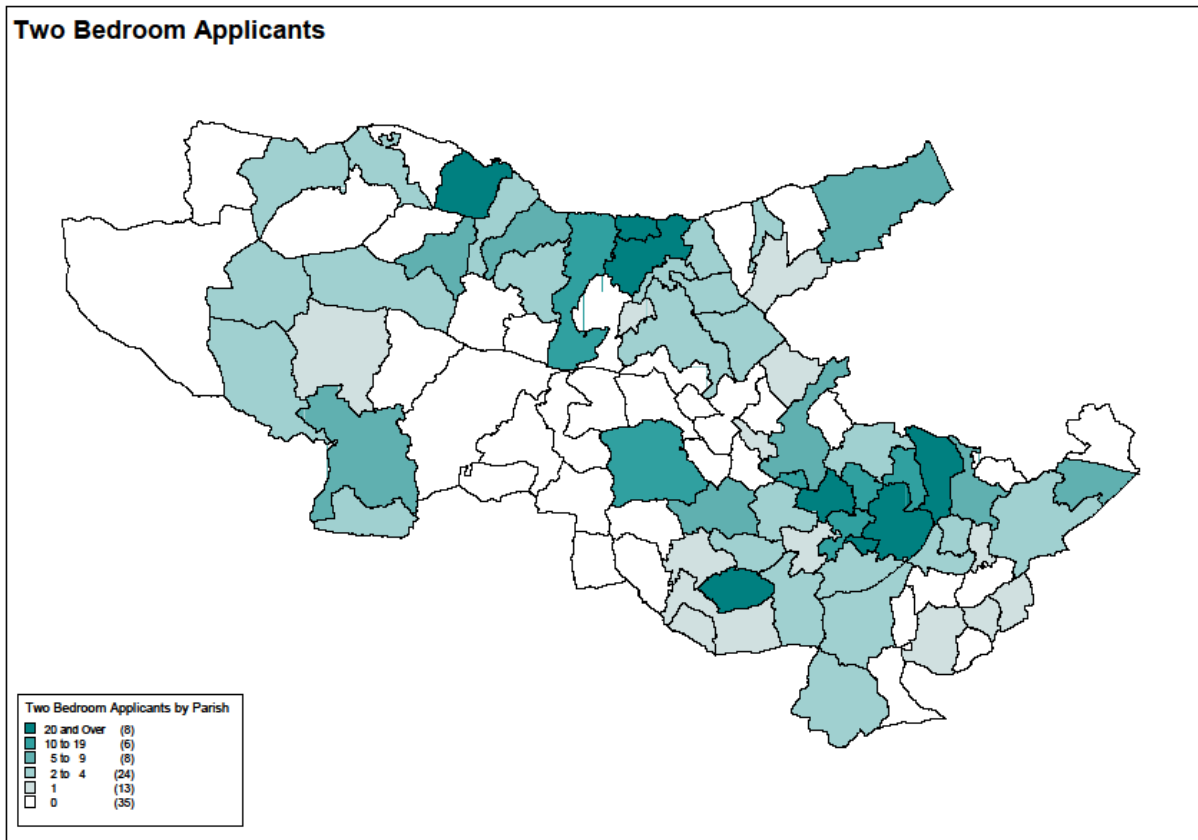 Two Bedroom Applicants
Two Bedroom Applicants by Parish
20 and Over (8)
10 to 19 (6)
5 to 9 (8)
2 to 4 (24)
1 (13)
0 (35)